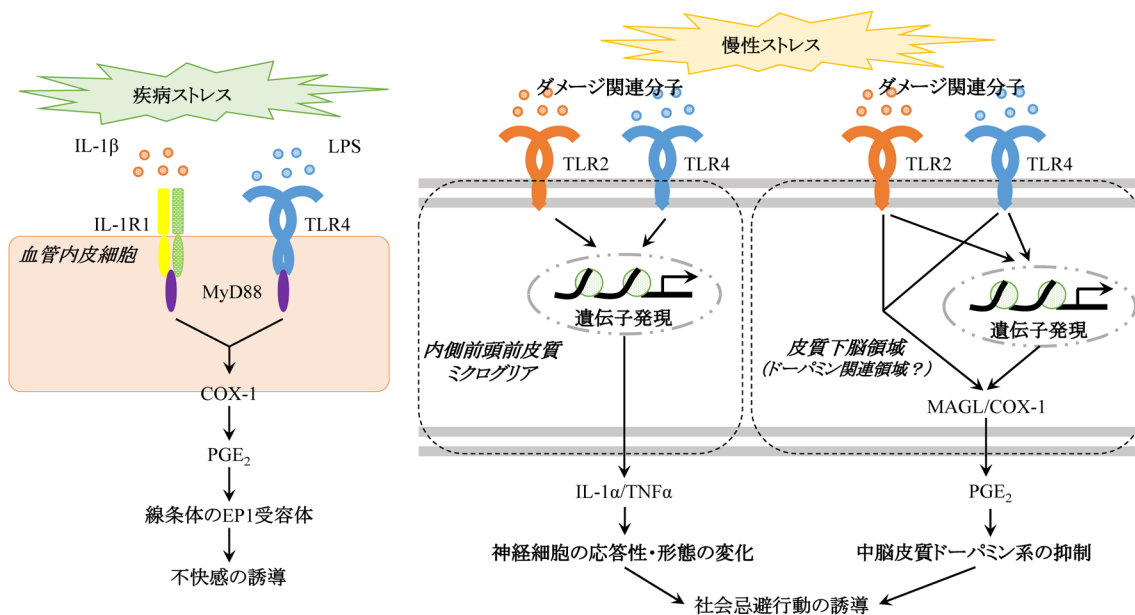 疾病ストレス
IL-1β
LPS
IL-1R1
TLR4
血管内皮細胞
MyD88
COX-1
PGE₂
線条体のEP1受容体
不快感の誘導
慢性ストレス
ダメージ関連分子
TLR2
TLR4
遺伝子発現
内側前頭前皮質
ミクログリア
IL-1α/TNFα
神経細胞の応答性・形態の変化
ダメージ関連分子
TLR2
TLR4
遺伝子発現
皮質下脳領域
(ドーパミン関連領域？)
MAGL/COX-1
PGE₂
中脳皮質ドーパミン系の抑制
社会忌避行動の誘導